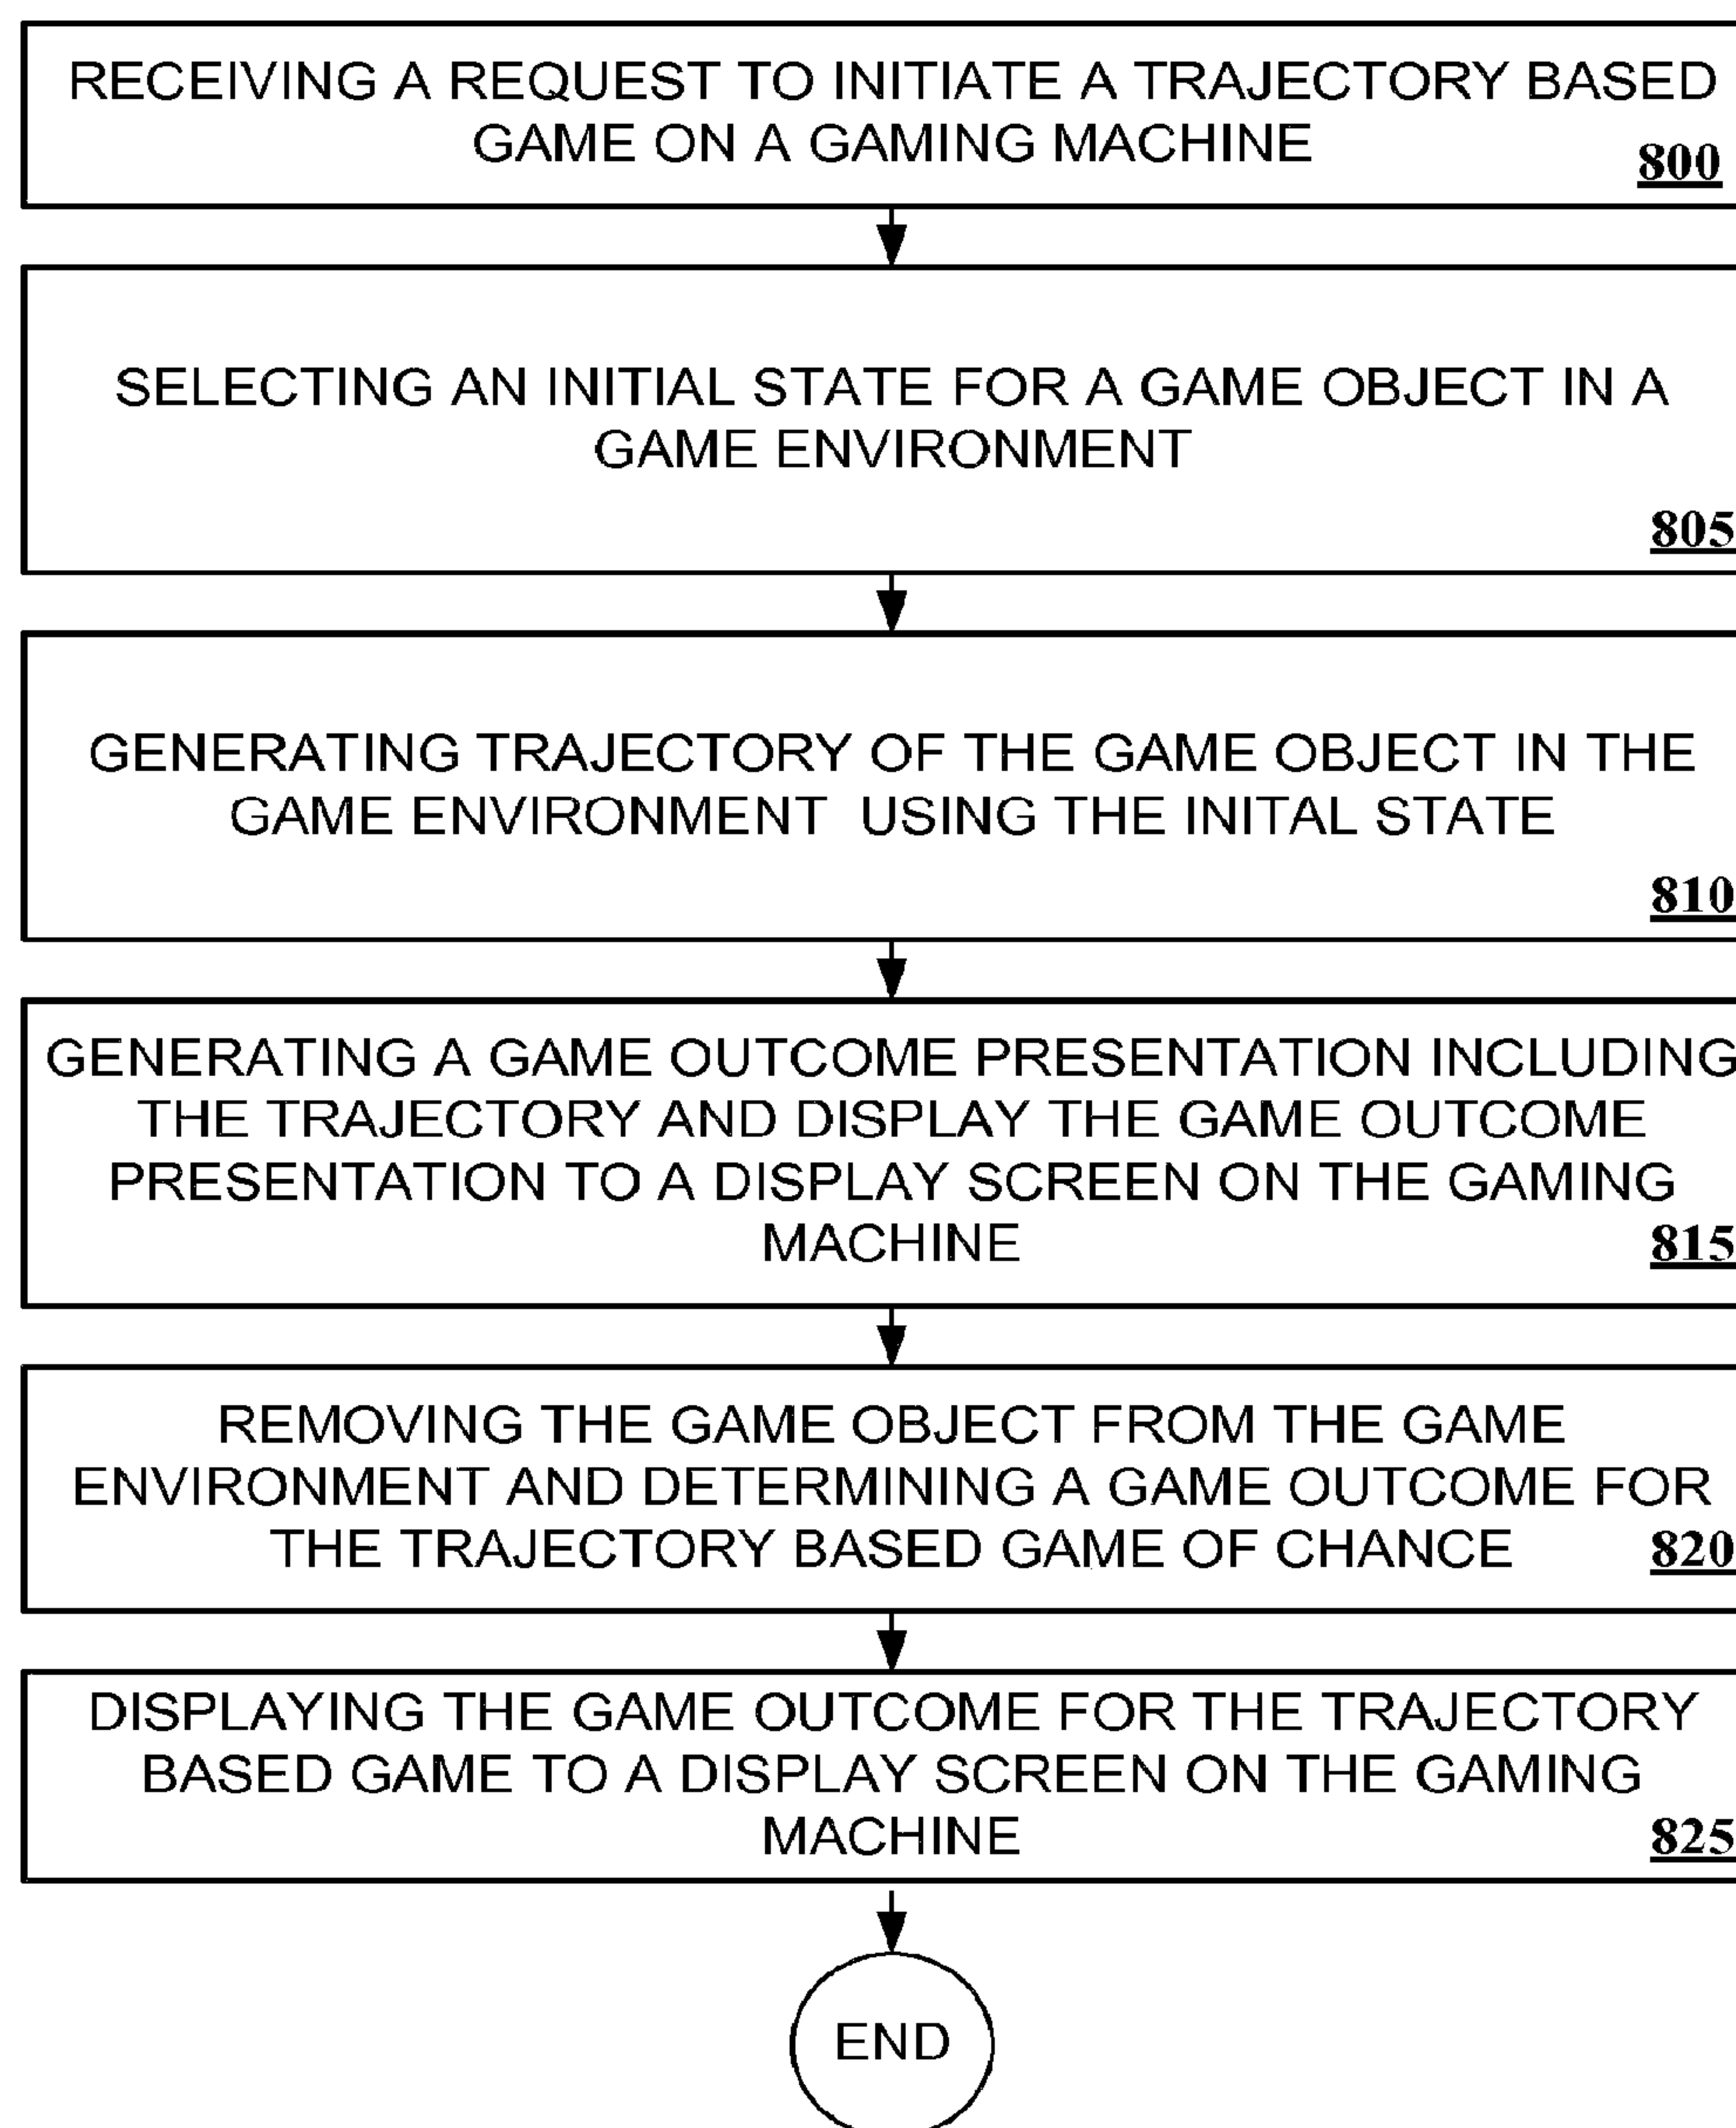 RECEIVING A REQUEST TO INITIATE A TRAJECTORY BASED
GAME ON A GAMING MACHINE
800
SELECTING AN INITIAL STATE FOR A GAME OBJECT IN A
GAME ENVIRONMENT
805
GENERATING TRAJECTORY OF THE GAME OBJECT IN THE
GAME ENVIRONMENT USING THE INITAL STATE
810
GENERATING A GAME OUTCOME PRESENTATION INCLUDING
THE TRAJECTORY AND DISPLAY THE GAME OUTCOME
PRESENTATION TO A DISPLAY SCREEN ON THE GAMING
MACHINE
815
REMOVING THE GAME OBJECT FROM THE GAME
ENVIRONMENT AND DETERMINING A GAME OUTCOME FOR
THE TRAJECTORY BASED GAME OF CHANCE
820
DISPLAYING THE GAME OUTCOME FOR THE TRAJECTORY
BASED GAME TO A DISPLAY SCREEN ON THE GAMING
MACHINE
825
END